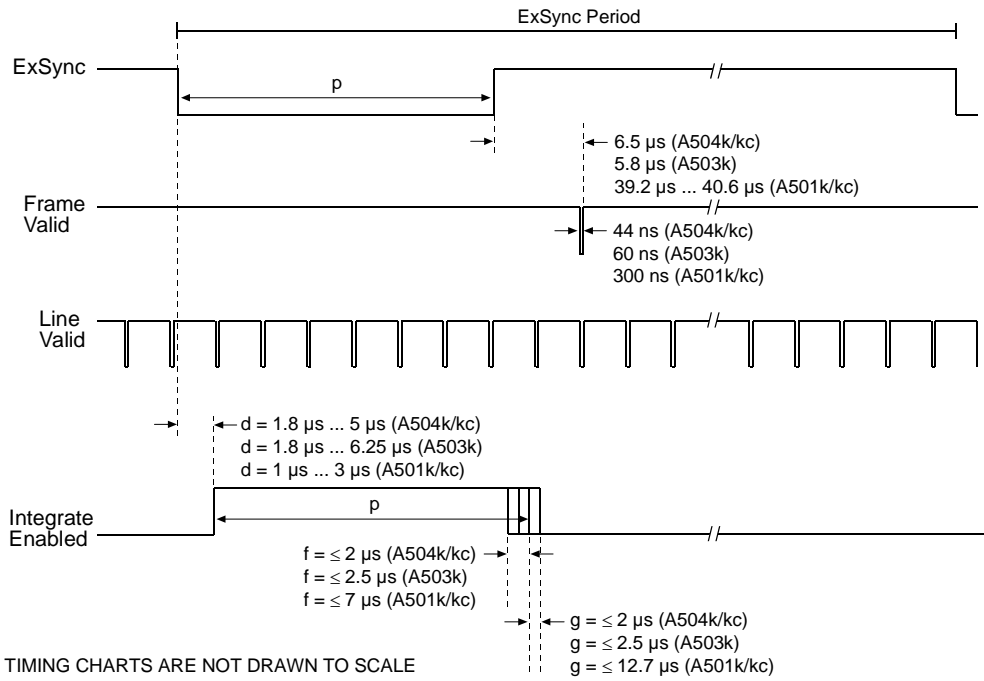 ExSync Period
ExSync
p
6.5 µs (A504k/kc)
5.8 µs (A503k)
39.2 µs ... 40.6 µs (A501k/kc)
Frame
Valid
44 ns (A504k/kc)
60 ns (A503k)
300 ns (A501k/kc)
Line
Valid
d = 1.8 µs ... 5 µs (A504k/kc)
d = 1.8 µs ... 6.25 µs (A503k)
d = 1 µs ... 3 µs (A501k/kc)
p
Integrate
Enabled
f = ≤ 2 µs (A504k/kc)
f = ≤ 2.5 µs (A503k)
f = ≤ 7 µs (A501k/kc)
g = ≤ 2 µs (A504k/kc)
g = ≤ 2.5 µs (A503k)
g = ≤ 12.7 µs (A501k/kc)
TIMING CHARTS ARE NOT DRAWN TO SCALE